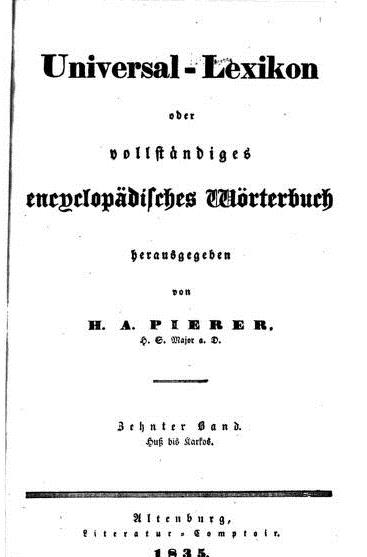 Universal-Lexikon
oder
vollständiges
encyclopädisches Wörterbuch
herausgegeben
von
H. A. PIERER,
H. S. Major a. D.
Zehnter Band.
Huß bis Karkos.
Altenburg,
Literatur-Comptoir.
1835.